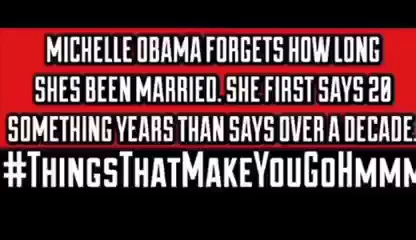 MICHELLE OBAMA FORGETS HOW LONG
SHES BEEN MARRIED. SHE FIRST SAYS 20
SOMETHING YEARS THAN SAYS OVER A DECADE.
#THINGSTHATMAKEYOUGOHMMM